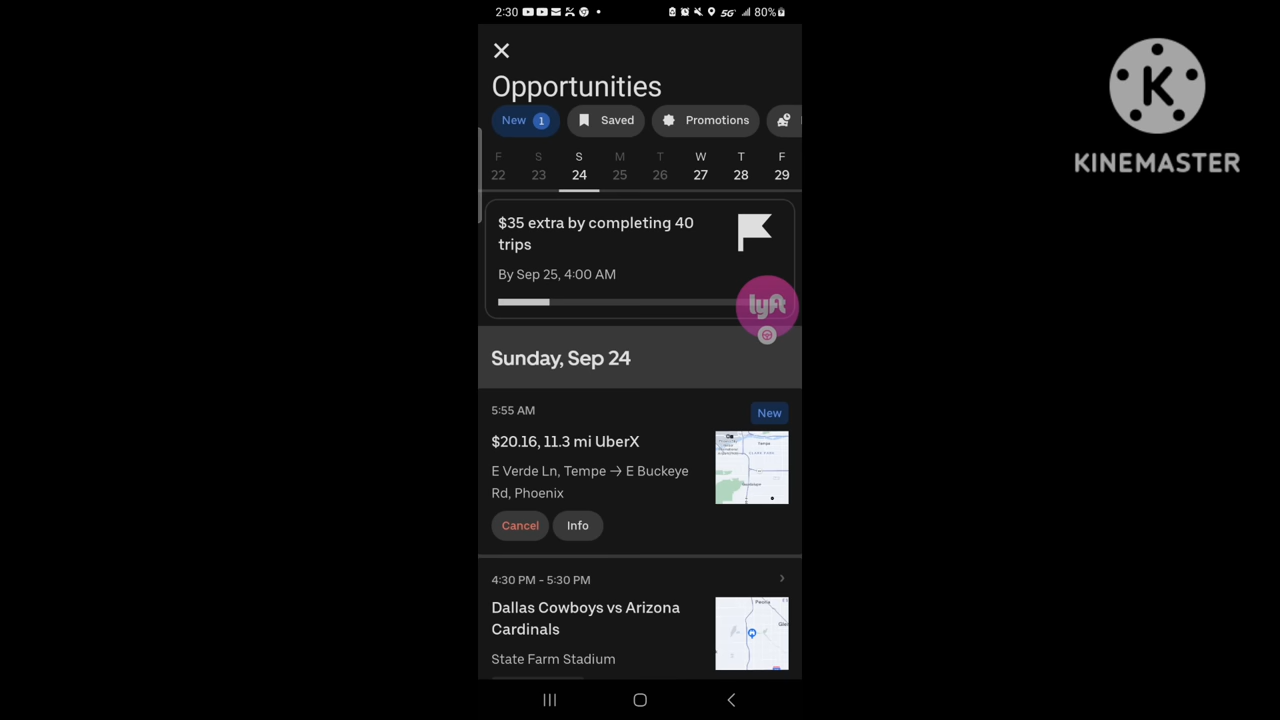 2:30
5G 80%
K
KINEMASTER
Opportunities
New 1 Saved Promotions
F S S M T W T F
22 23 24 25 26 27 28 29
$35 extra by completing 40
trips
By Sep 25, 4:00 AM
lyft
Sunday, Sep 24
5:55 AM
New
$20.16, 11.3 mi UberX
E Verde Ln, Tempe → E Buckeye
Rd, Phoenix
Cancel Info
4:30 PM - 5:30 PM
Dallas Cowboys vs Arizona
Cardinals
State Farm Stadium
Tempe
Peoria